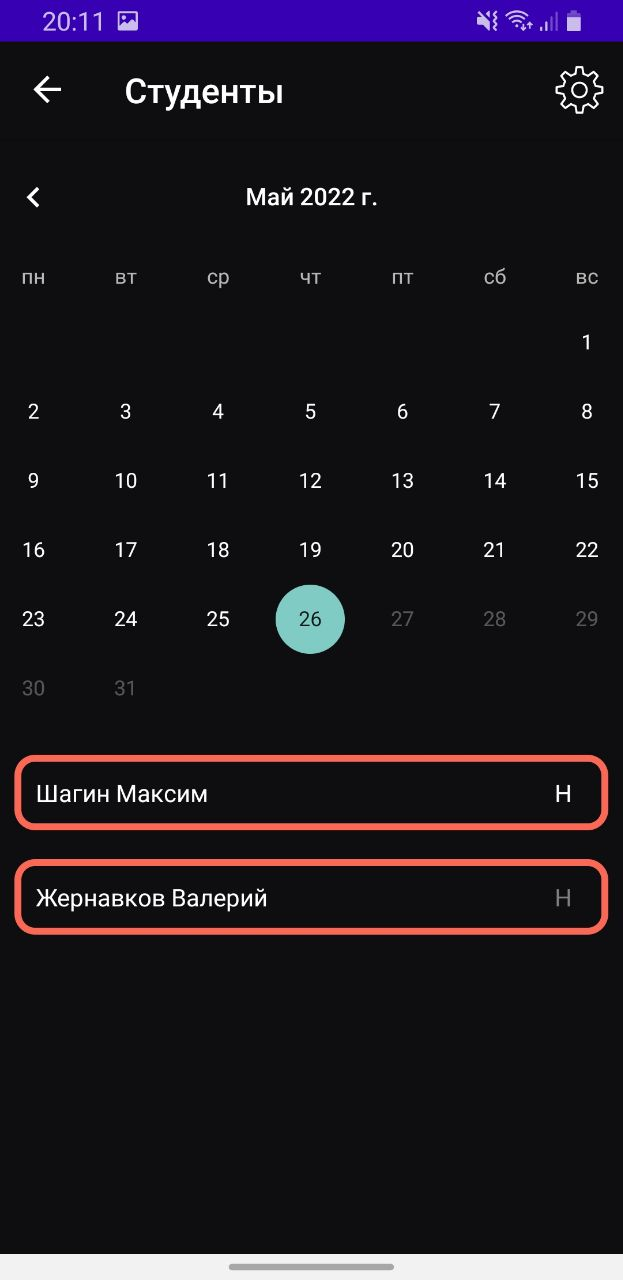 20:11
Студенты
Май 2022 г.
пн вт ср чт пт сб вс
1
2 3 4 5 6 7 8
9 10 11 12 13 14 15
16 17 18 19 20 21 22
23 24 25 26 27 28 29
30 31
Шагин Максим Н
Жернавков Валерий Н